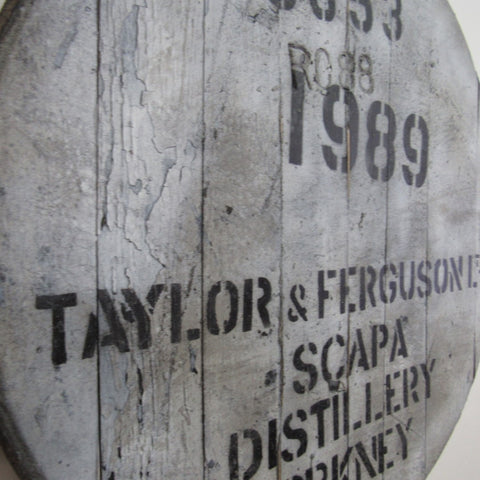 1989
TAYLOR & FERGUSON
SCAPA
DISTILLERY